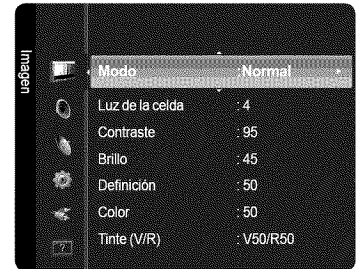 Imagen
Modo :Normal
Luz de la celda : 4
Contraste : 95
Brillo : 45
Definición : 50
Color : 50
Tinte (V/R) : V50/R50
?